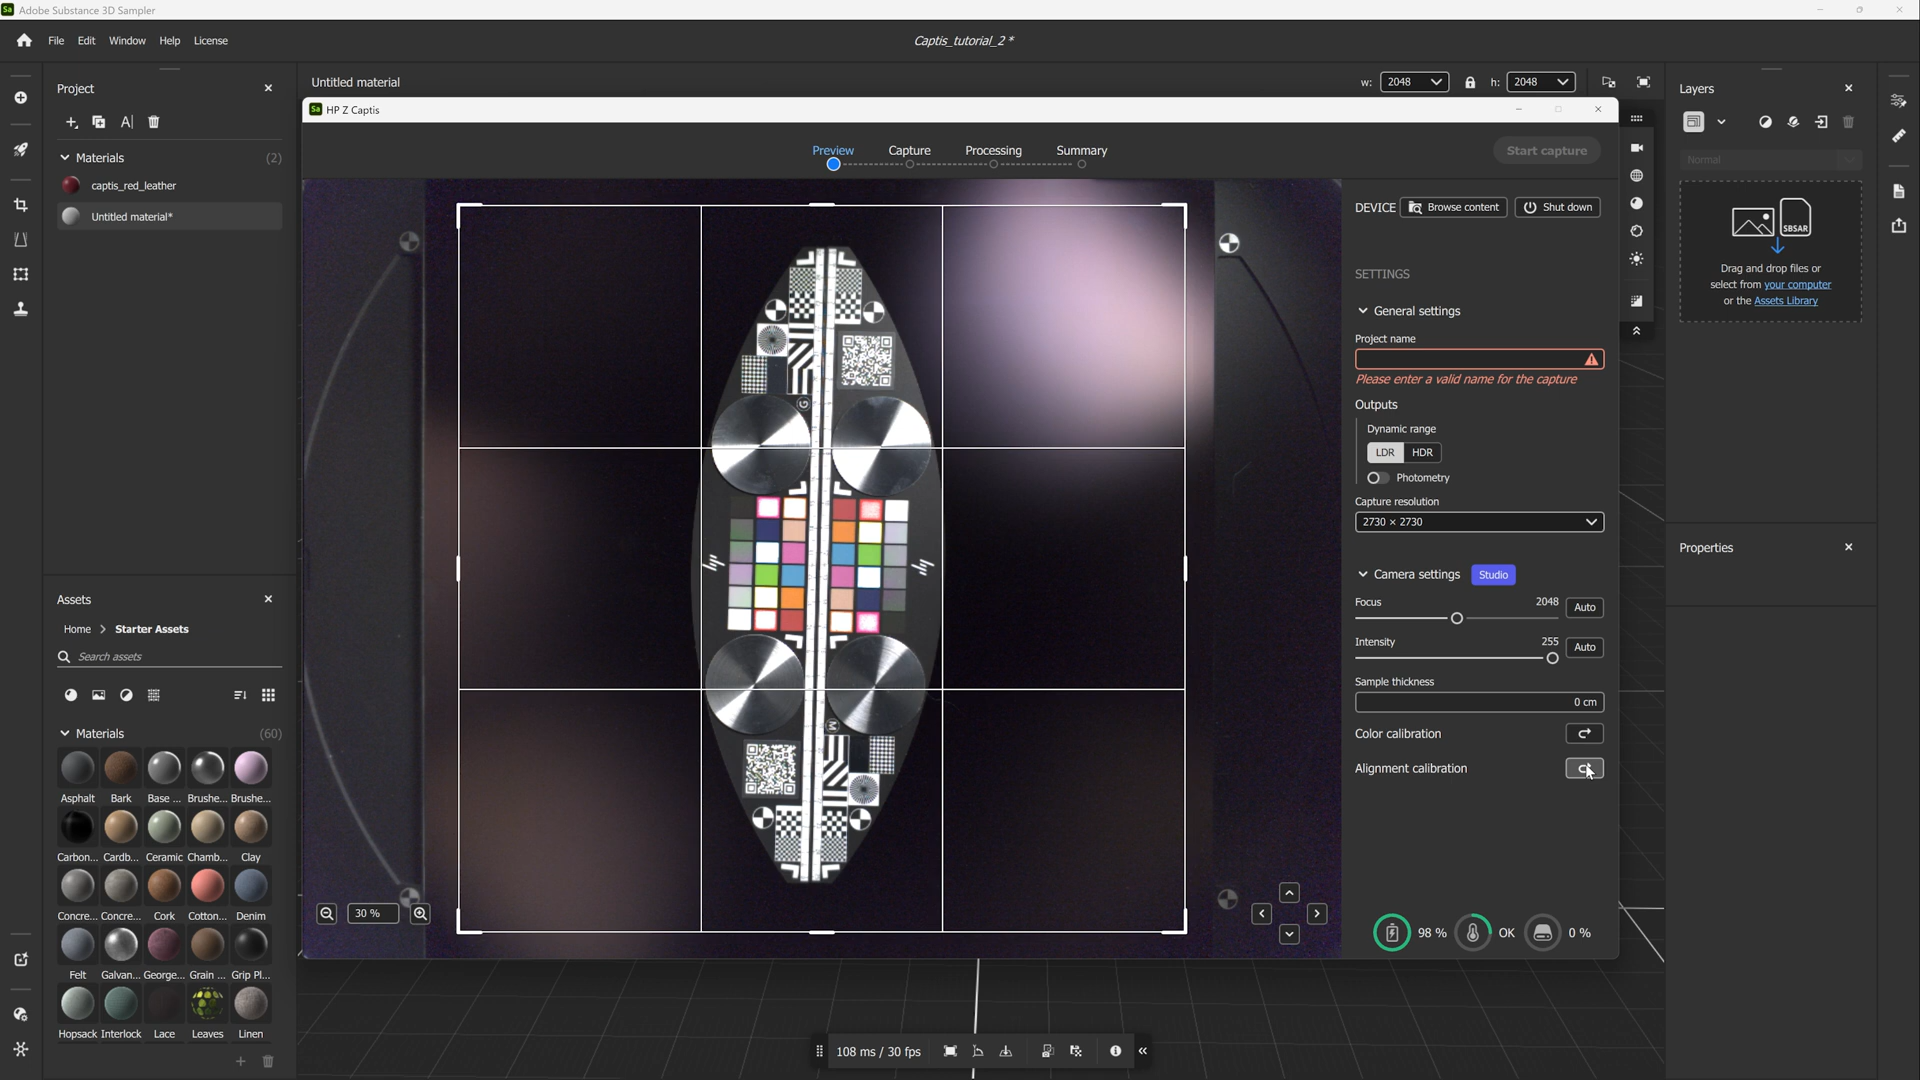 Sa Adobe Substance 3D Sampler
File Edit Window Help License
Captis_tutorial_2 *
Project
Materials (2)
captis_red_leather
Untitled material*
Untitled material
w: 2048 h: 2048
Sa HP Z Captis
Preview Capture Processing Summary
Start capture
G
hp hp
M
30 %
DEVICE Browse content Shut down
SETTINGS
General settings
Project name
Please enter a valid name for the capture
Outputs
Dynamic range
LDR HDR
Photometry
Capture resolution
2730 × 2730
Camera settings Studio
Focus 2048 Auto
Intensity 255 Auto
Sample thickness
0 cm
Color calibration
Alignment calibration
98 % OK 0 %
Layers
Normal
SBSAR
Drag and drop files or
select from your computer
or the Assets Library
Properties
Assets
Home > Starter Assets
Search assets
Materials (60)
Asphalt Bark Base ... Brushe... Brushe...
Carbon... Cardb... Ceramic Chamb... Clay
Concre... Concre... Cork Cotton... Denim
Felt Galvan... George... Grain ... Grip Pl...
Hopsack Interlock Lace Leaves Linen
108 ms / 30 fps